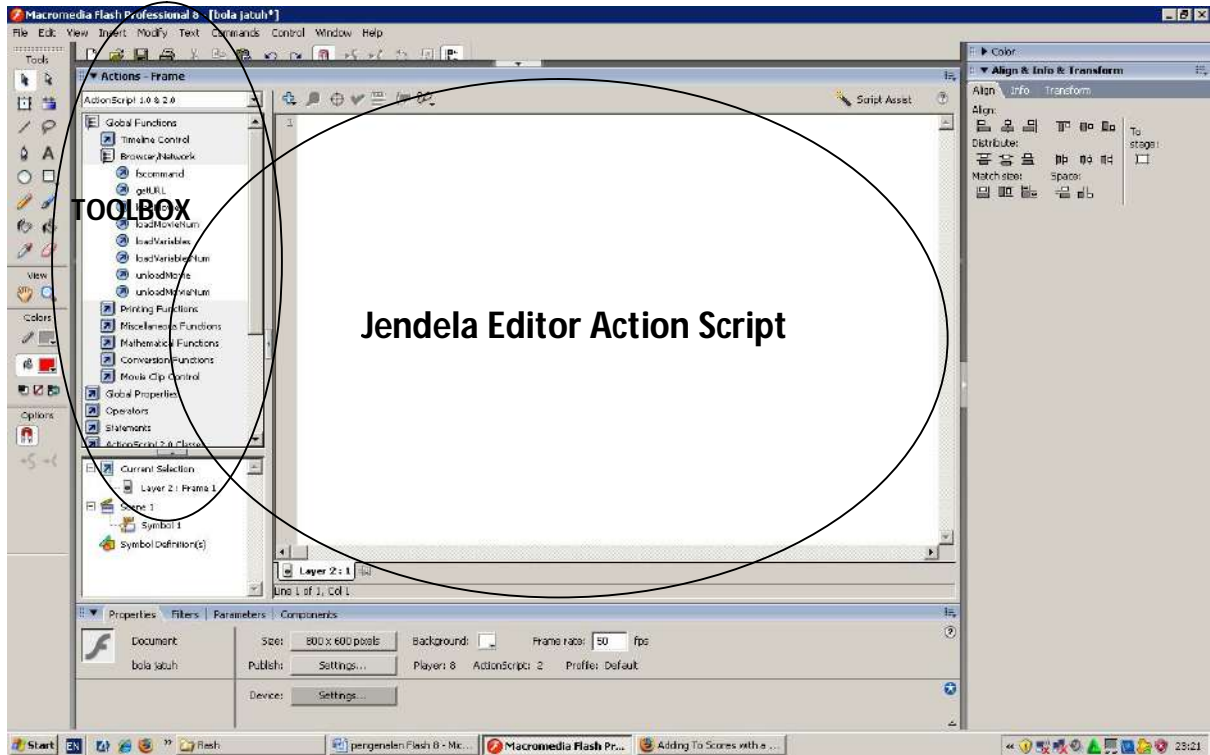 Macromedia Flash Professional 8 - [bola jatuh*]
File Edit View Insert Modify Text Commands Control Window Help
Tools
View
Colors
Options
Actions - Frame
ActionScript 1.0 & 2.0
Global Functions
Timeline Control
Browser/Network
fscommand
getURL
TOOLBOX
loadMovieNum
loadVariables
loadVariablesNum
unloadMovie
unloadMovieNum
Printing Functions
Miscellaneous Functions
Mathematical Functions
Conversion Functions
Movie Clip Control
Global Properties
Operators
Statements
ActionScript 2.0 Classes
Current Selection
Layer 2 : Frame 1
Scene 1
Symbol 1
Symbol Definition(s)
Script Assist
1
Jendela Editor Action Script
Layer 2 : 1
Line 1 of 1, Col 1
Color
Align & Info & Transform
Align Info Transform
Align:
Distribute:
Match size: Space:
To stage:
Properties Filters Parameters Components
Document Size: 800 x 600 pixels Background: Frame rate: 50 fps
bola jatuh Publish: Settings... Player: 8 ActionScript: 2 Profile: Default
Device: Settings...
Start EN flash pengenalan Flash 8 - Mic... Macromedia Flash Pr... Adding To Scores with a ... 23:21